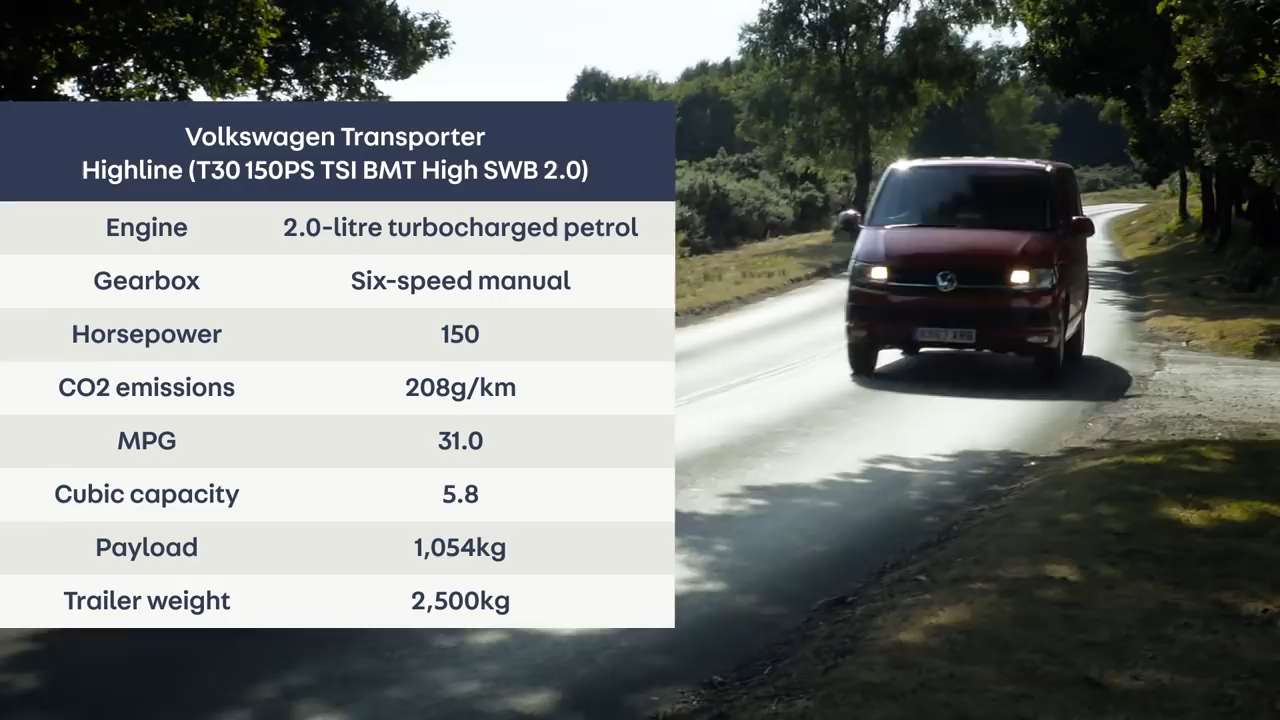 Volkswagen Transporter
Highline (T30 150PS TSI BMT High SWB 2.0)
Engine 2.0-litre turbocharged petrol
Gearbox Six-speed manual
Horsepower 150
CO2 emissions 208g/km
MPG 31.0
Cubic capacity 5.8
Payload 1,054kg
Trailer weight 2,500kg